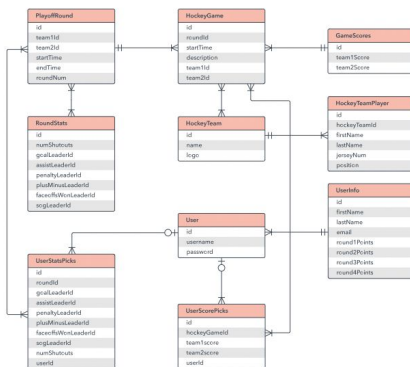 PlayoffRound
id
team1Id
team2Id
startTime
endTime
roundNum
HockeyGame
id
roundId
startTime
description
team1Id
team2Id
GameScores
id
team1Score
team2Score
RoundStats
id
numShutouts
goalLeaderId
assistLeaderId
penaltyLeaderId
plusMinusLeaderId
faceoffsWonLeaderId
sogLeaderId
HockeyTeam
id
name
logo
HockeyTeamPlayer
id
hockeyTeamId
firstName
lastName
jerseyNum
position
UserInfo
id
firstName
lastName
email
round1Points
round2Points
round3Points
round4Points
User
id
username
password
UserStatsPicks
id
roundId
goalLeaderId
assistLeaderId
penaltyLeaderId
plusMinusLeaderId
faceoffsWonLeaderId
sogLeaderId
numShutouts
userId
UserScorePicks
id
hockeyGameId
team1score
team2score
userId